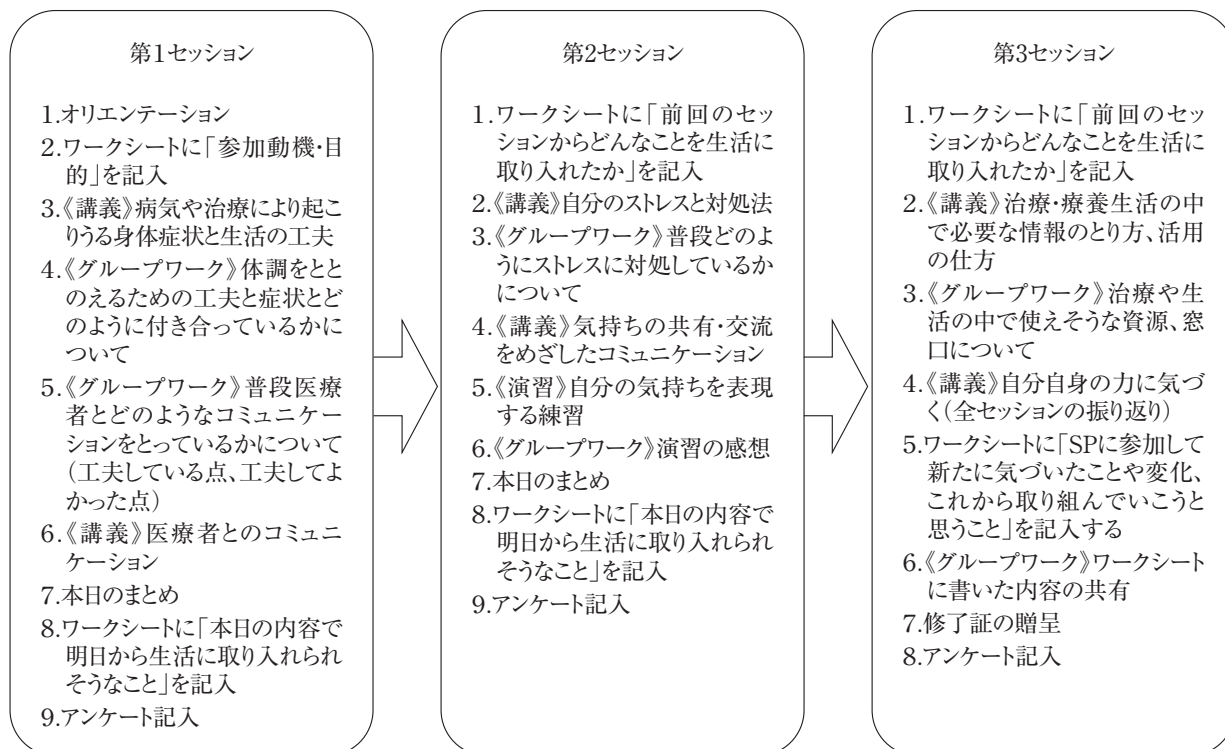 第1セッション
1.オリエンテーション
2.ワークシートに「参加動機・目
的」を記入
3.《講義》病気や治療により起こ
りうる身体症状と生活の工夫
4.《グループワーク》体調をとと
のえるための工夫と症状とど
のように付き合っているかに
ついて
5.《グループワーク》普段医療
者とどのようなコミュニケー
ションをとっているかについて
(工夫している点、工夫してよ
かった点)
6.《講義》医療者とのコミュニ
ケーション
7.本日のまとめ
8.ワークシートに「本日の内容で
明日から生活に取り入れられ
そうなこと」を記入
9.アンケート記入
第2セッション
1.ワークシートに「前回のセッ
ションからどんなことを生活に
取り入れたか」を記入
2.《講義》自分のストレスと対処法
3.《グループワーク》普段どのよ
うにストレスに対処しているか
について
4.《講義》気持ちの共有・交流
をめざしたコミュニケーション
5.《演習》自分の気持ちを表現
する練習
6.《グループワーク》演習の感想
7.本日のまとめ
8.ワークシートに「本日の内容で
明日から生活に取り入れられ
そうなこと」を記入
9.アンケート記入
第3セッション
1.ワークシートに「前回のセッ
ションからどんなことを生活に
取り入れたか」を記入
2.《講義》治療・療養生活の中
で必要な情報のとり方、活用
の仕方
3.《グループワーク》治療や生
活の中で使えそうな資源、窓
口について
4.《講義》自分自身の力に気づ
く(全セッションの振り返り)
5.ワークシートに「SPに参加して
新たに気づいたことや変化、
これから取り組んでいこうと
思うこと」を記入する
6.《グループワーク》ワークシート
に書いた内容の共有
7.修了証の贈呈
8.アンケート記入